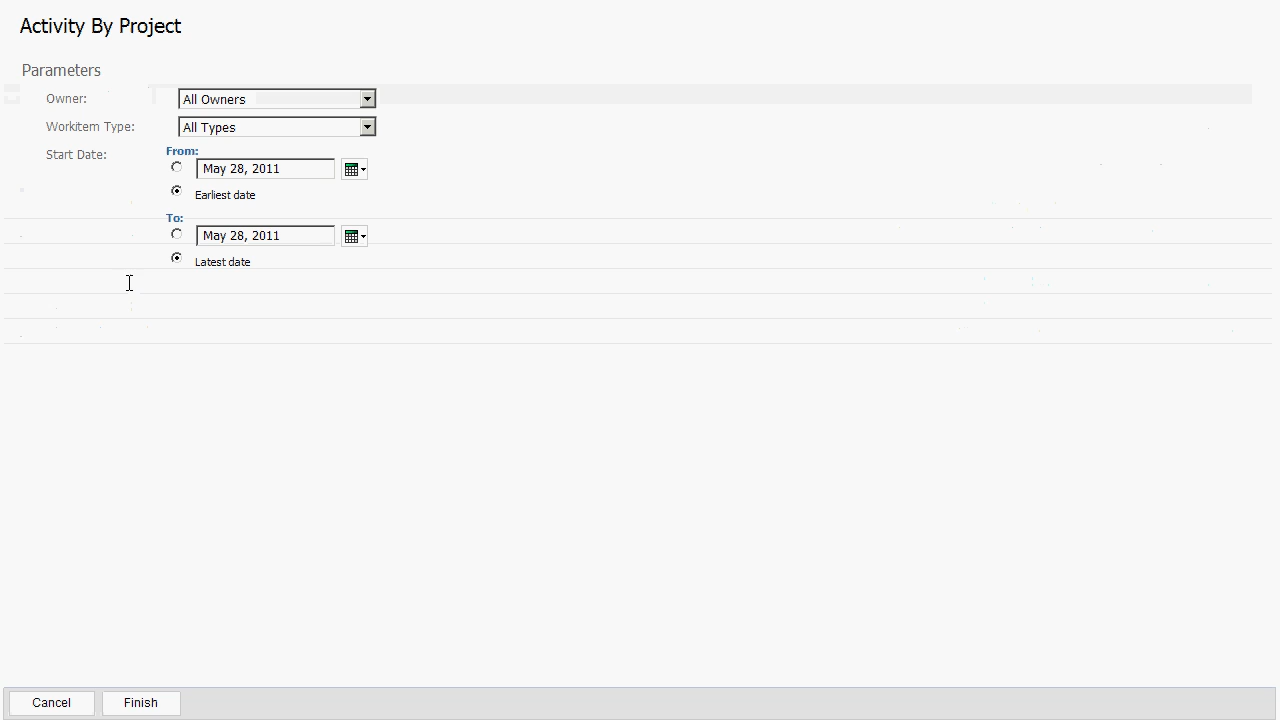 Activity By Project
Parameters
Owner: All Owners
Workitem Type: All Types
Start Date: From:
May 28, 2011
Earliest date
To:
May 28, 2011
Latest date
Cancel Finish